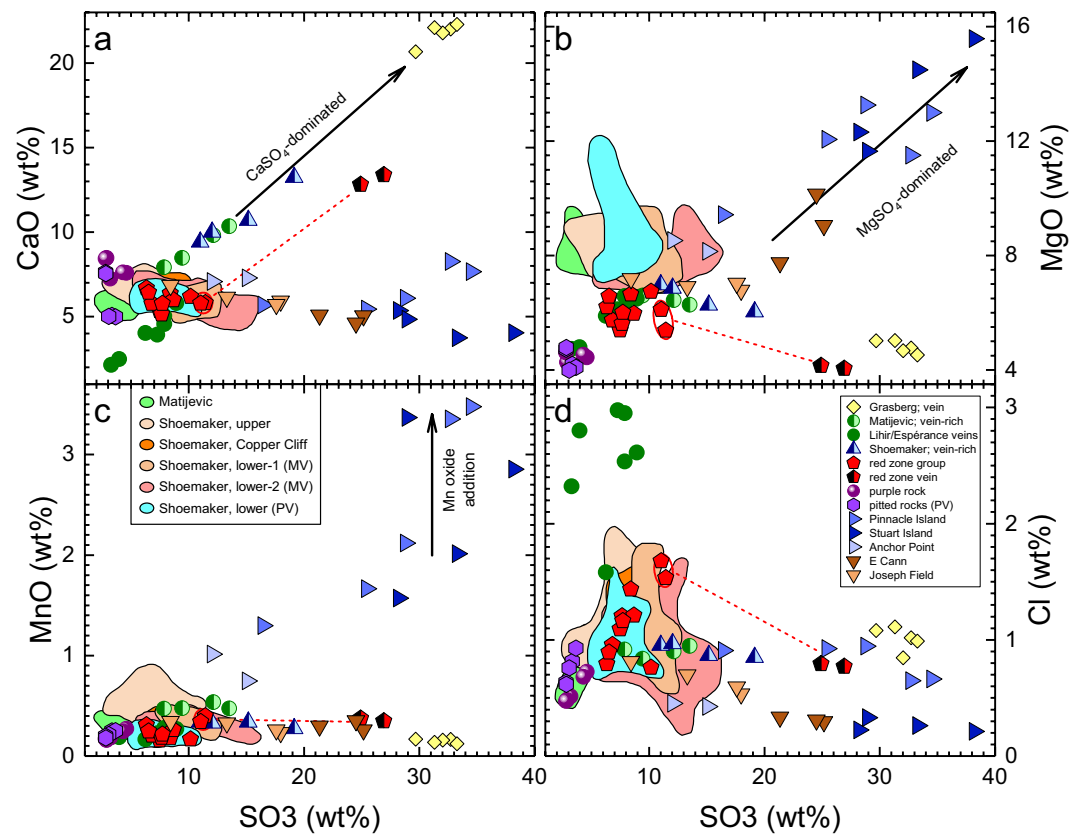 a
CaO (wt%)
22
15
10
5
0
CaSO4-dominated
b
MgO (wt%)
16
12
8
4
MgSO4-dominated
c
MnO (wt%)
3
2
1
0
Matijevic
Shoemaker, upper
Shoemaker, Copper Cliff
Shoemaker, lower-1 (MV)
Shoemaker, lower-2 (MV)
Shoemaker, lower (PV)
Mn oxide
addition
10
20
30
40
SO3 (wt%)
d
Cl (wt%)
3
2
1
0
Grasberg; vein
Matijevic; vein-rich
Lihir/Espérance veins
Shoemaker; vein-rich
red zone group
red zone vein
purple rock
pitted rocks (PV)
Pinnacle Island
Stuart Island
Anchor Point
E Cann
Joseph Field
10
20
30
40
SO3 (wt%)